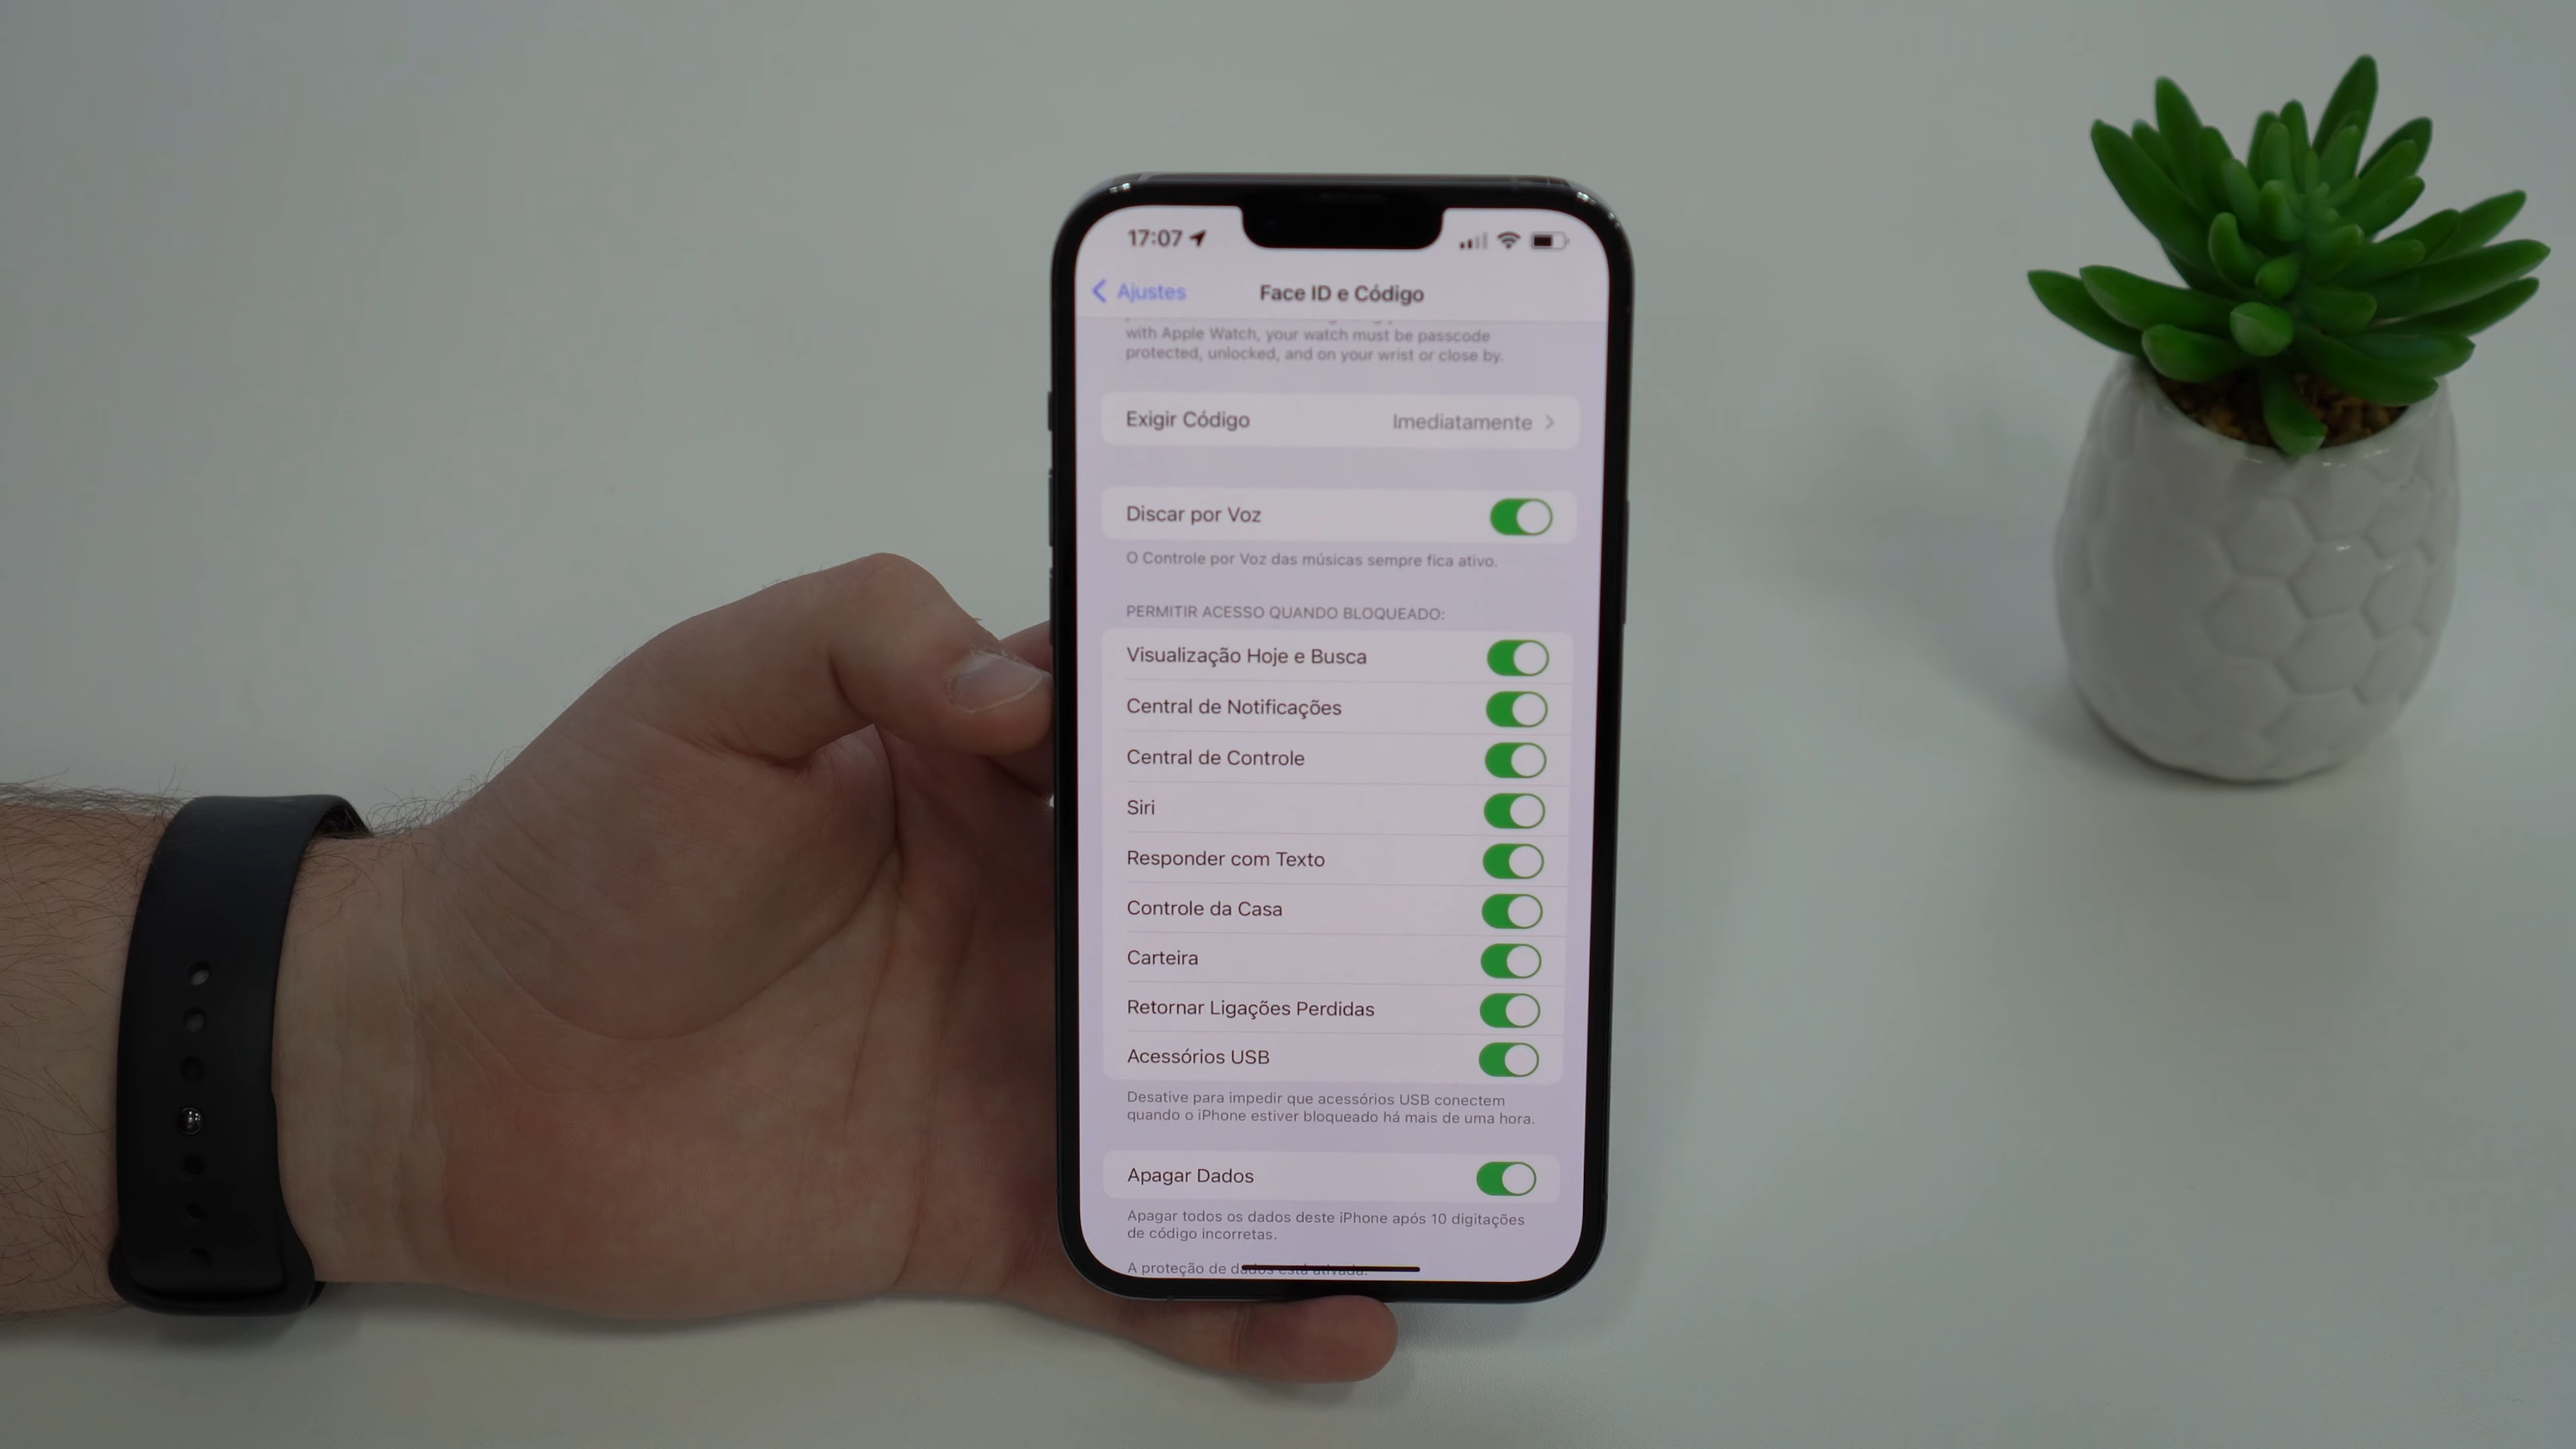 17:07
Ajustes
Face ID e Código
with Apple Watch, your watch must be passcode
protected, unlocked, and on your wrist or close by.
Exigir Código
Imediatamente
Discar por Voz
O Controle por Voz das músicas sempre fica ativo.
PERMITIR ACESSO QUANDO BLOQUEADO:
Visualização Hoje e Busca
Central de Notificações
Central de Controle
Siri
Responder com Texto
Controle da Casa
Carteira
Retornar Ligações Perdidas
Acessórios USB
Desative para impedir que acessórios USB conectem
quando o iPhone estiver bloqueado há mais de uma hora.
Apagar Dados
Apagar todos os dados deste iPhone após 10 digitações
de código incorretas.
A proteção de dados está ativada.